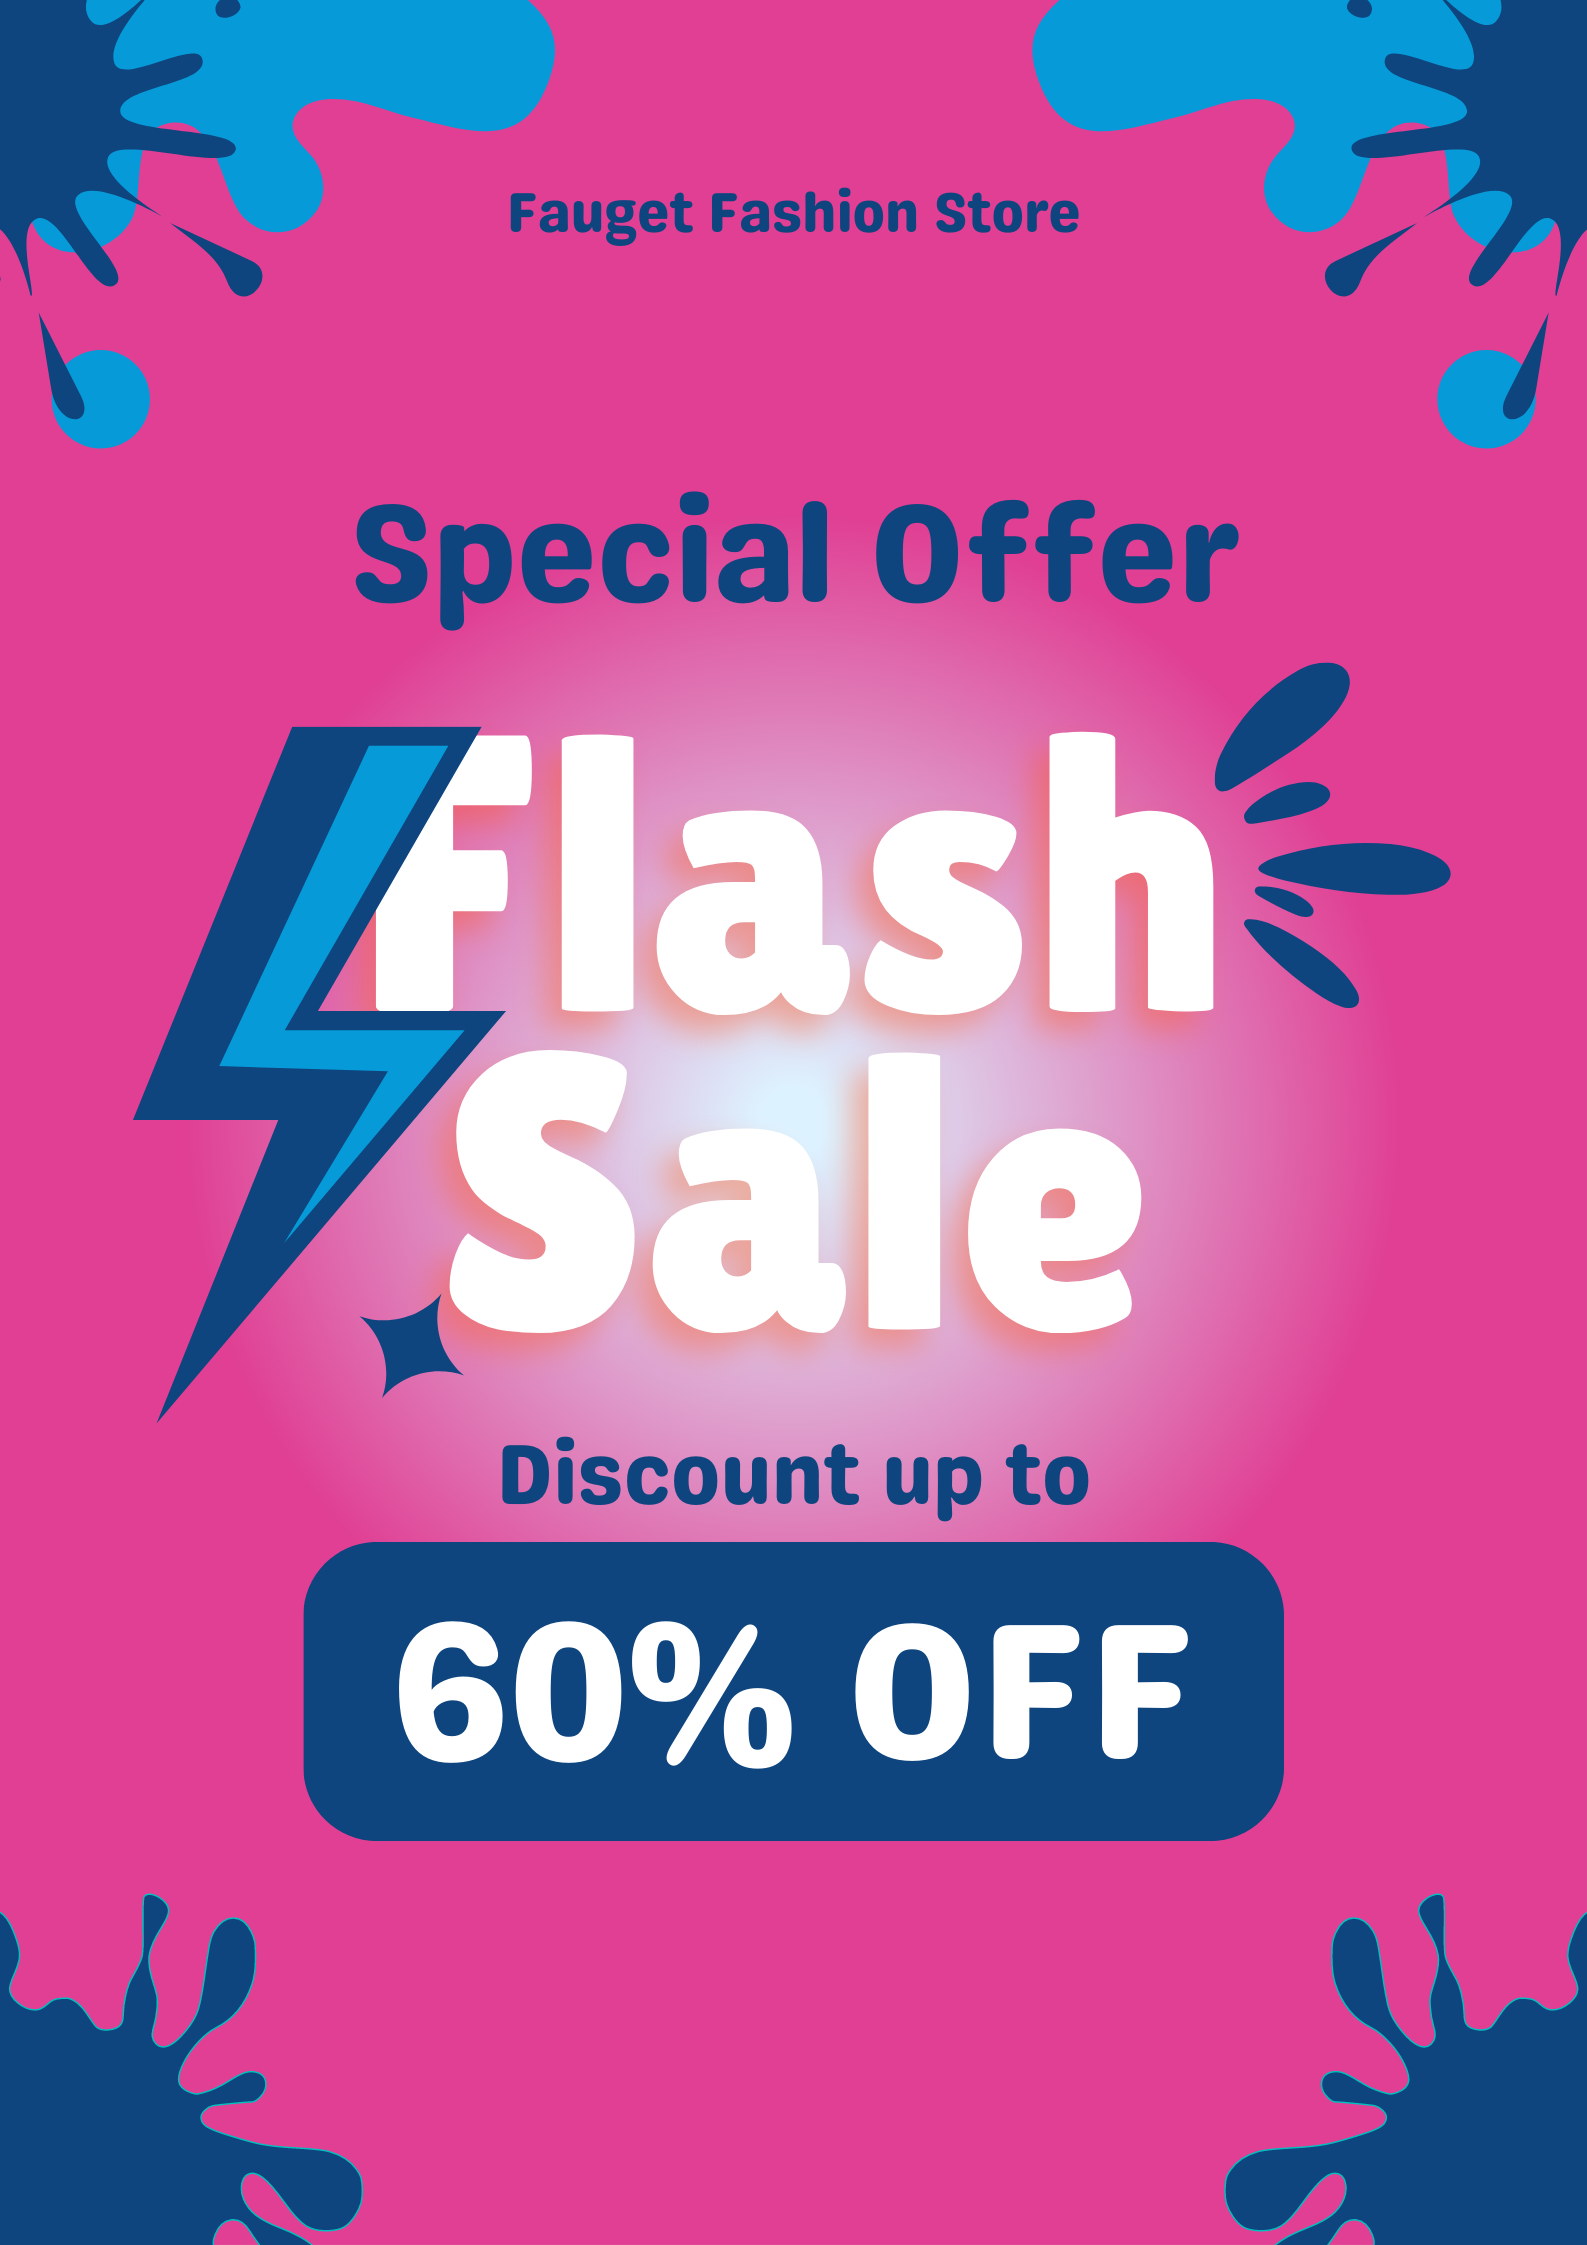 Fauget Fashion Store
Special Offer
Flash
Sale
Discount up to
60% OFF